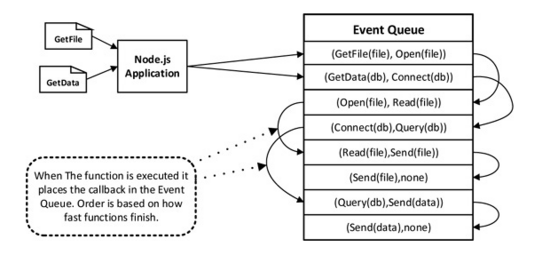 GetFile
GetData
Node.js
Application
Event Queue
(GetFile(file), Open(file))
(GetData(db), Connect(db))
(Open(file), Read(file))
(Connect(db),Query(db))
(Read(file),Send(file))
(Send(file),none)
(Query(db),Send(data))
(Send(data),none)
When The function is executed it
places the callback in the Event
Queue. Order is based on how
fast functions finish.